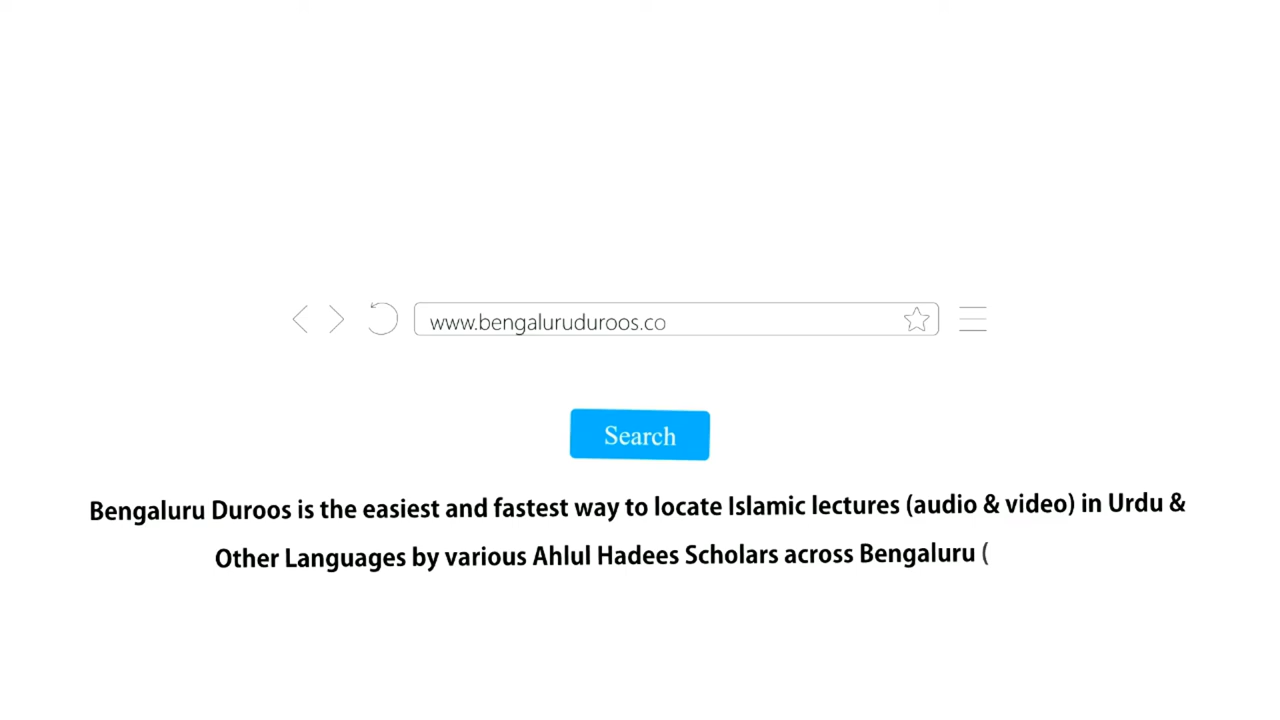 www.bengaluruduroos.co
Search
Bengaluru Duroos is the easiest and fastest way to locate Islamic lectures (audio & video) in Urdu &
Other Languages by various Ahlul Hadees Scholars across Bengaluru (